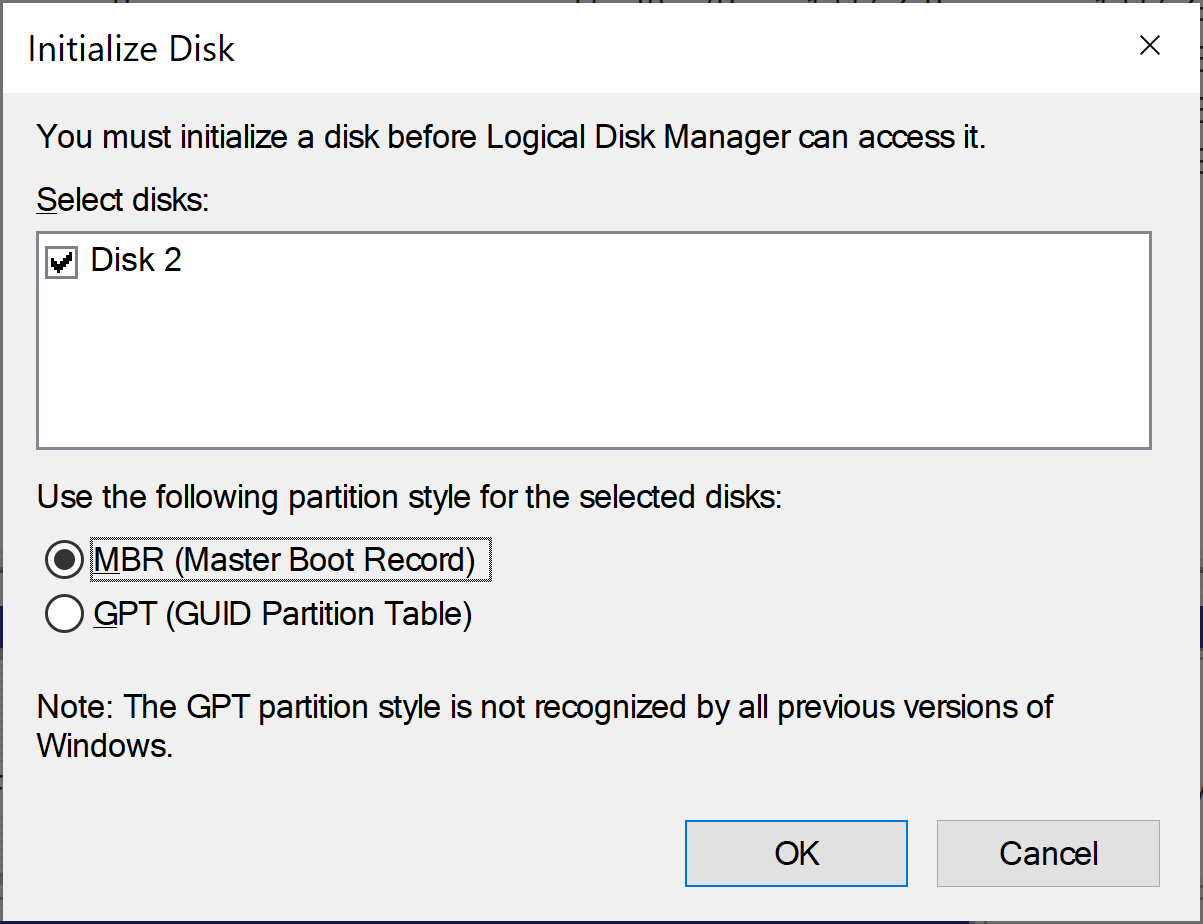 Initialize Disk
You must initialize a disk before Logical Disk Manager can access it.
Select disks:
Disk 2
Use the following partition style for the selected disks:
MBR (Master Boot Record)
GPT (GUID Partition Table)
Note: The GPT partition style is not recognized by all previous versions of
Windows.
OK
Cancel